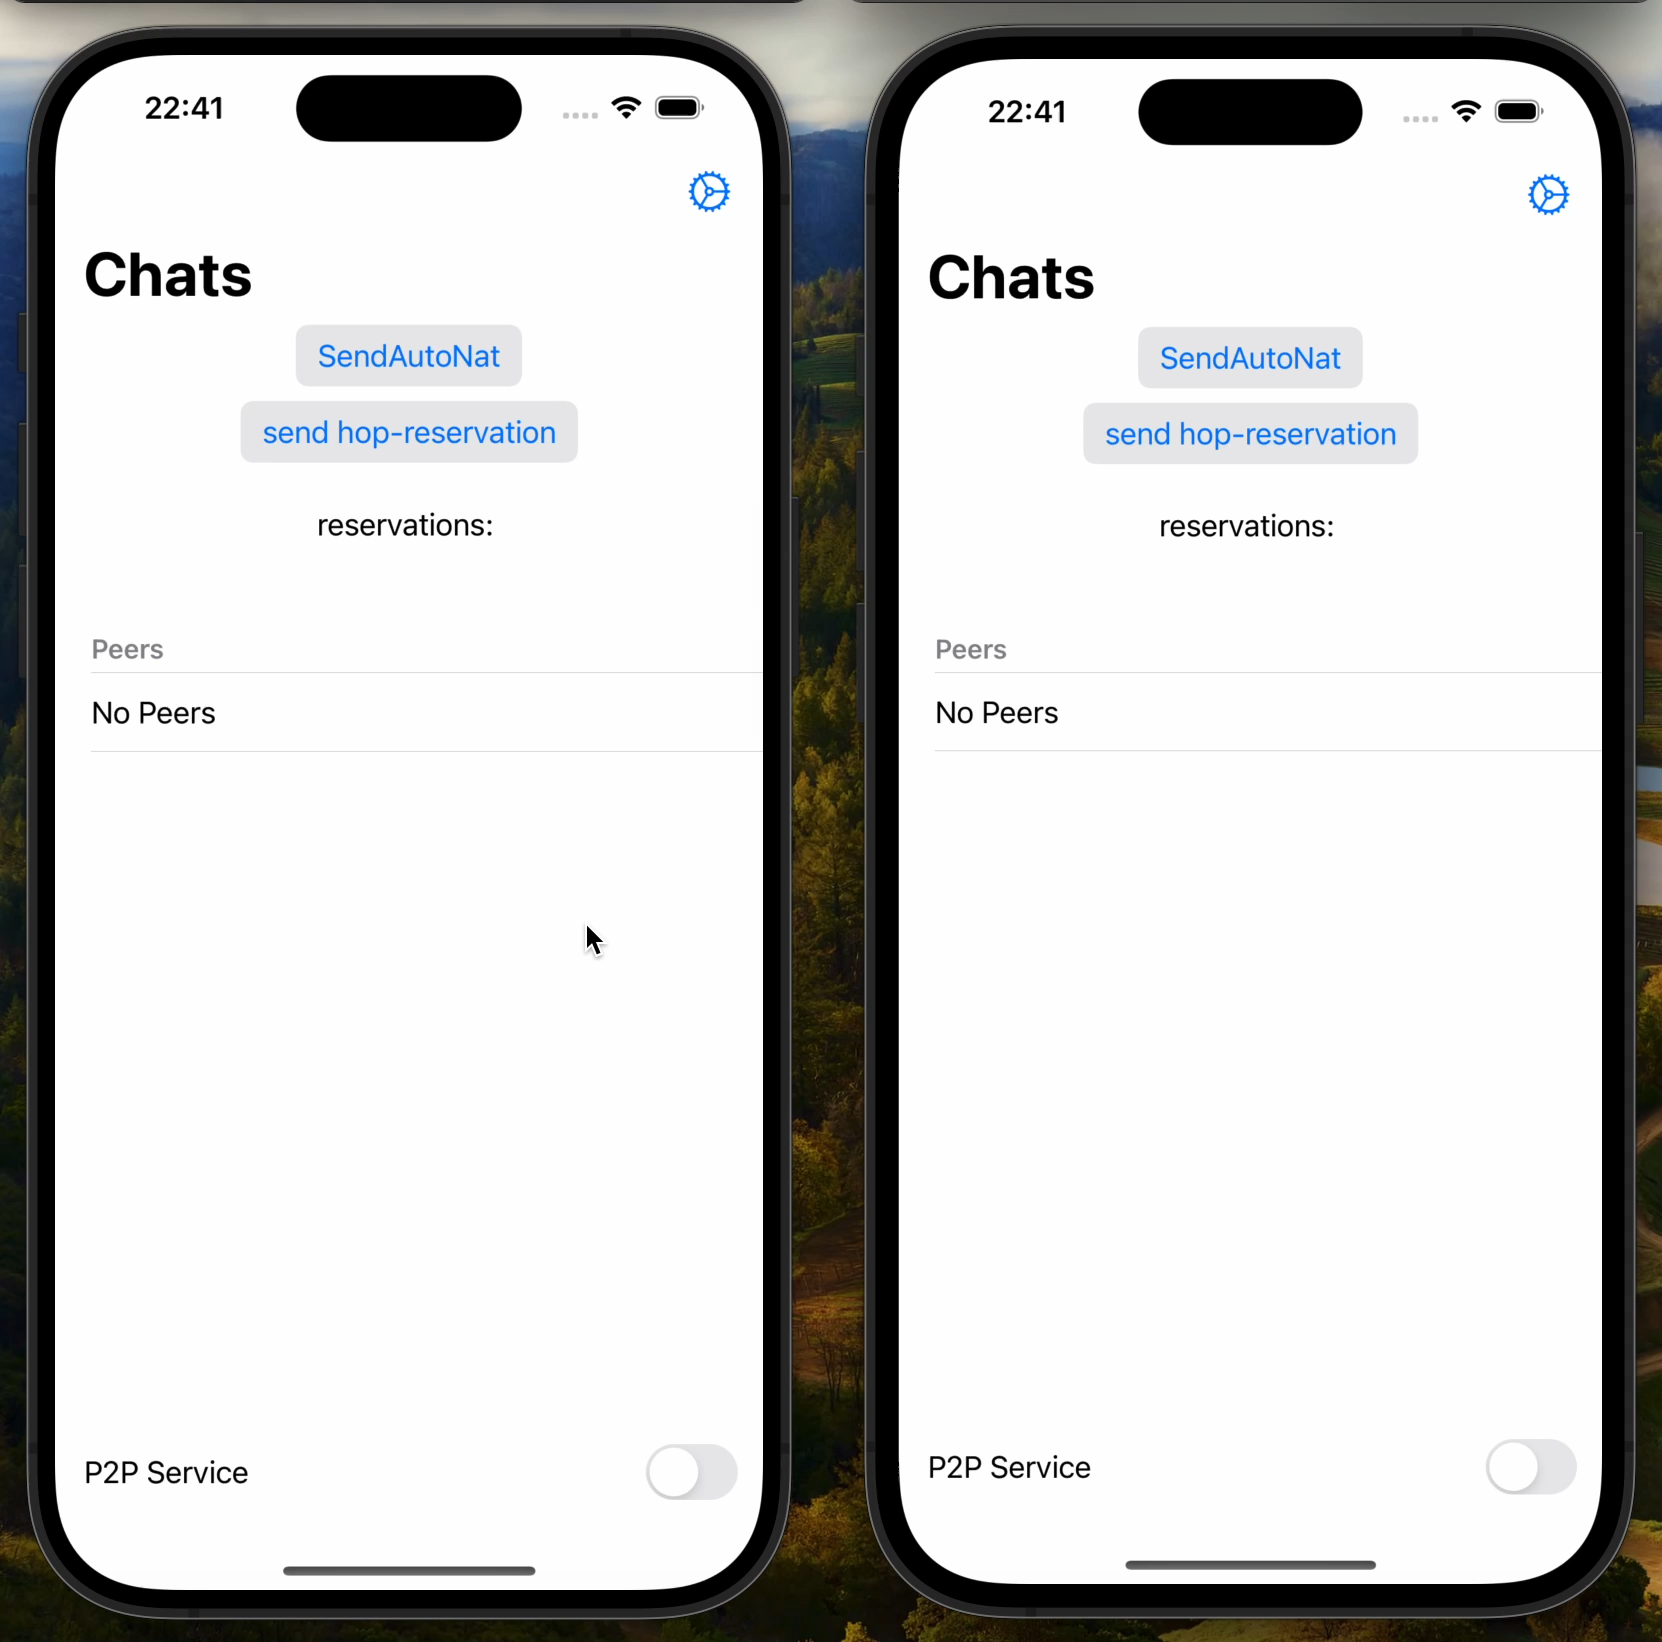 22:41
Chats
SendAutoNat
send hop-reservation
reservations:
Peers
No Peers
P2P Service
22:41
Chats
SendAutoNat
send hop-reservation
reservations:
Peers
No Peers
P2P Service